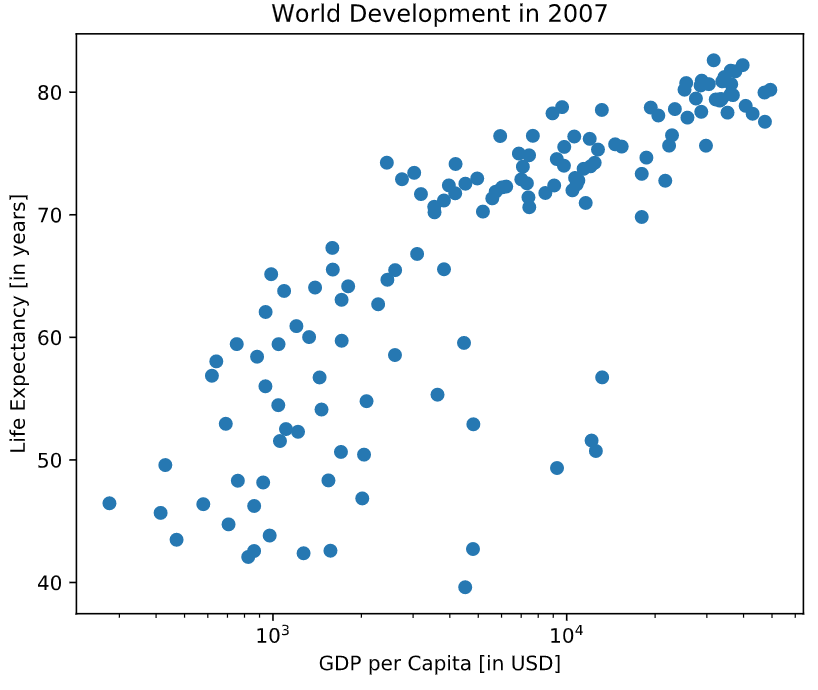 World Development in 2007
Life Expectancy [in years]
80
70
60
50
40
10³
10⁴
GDP per Capita [in USD]